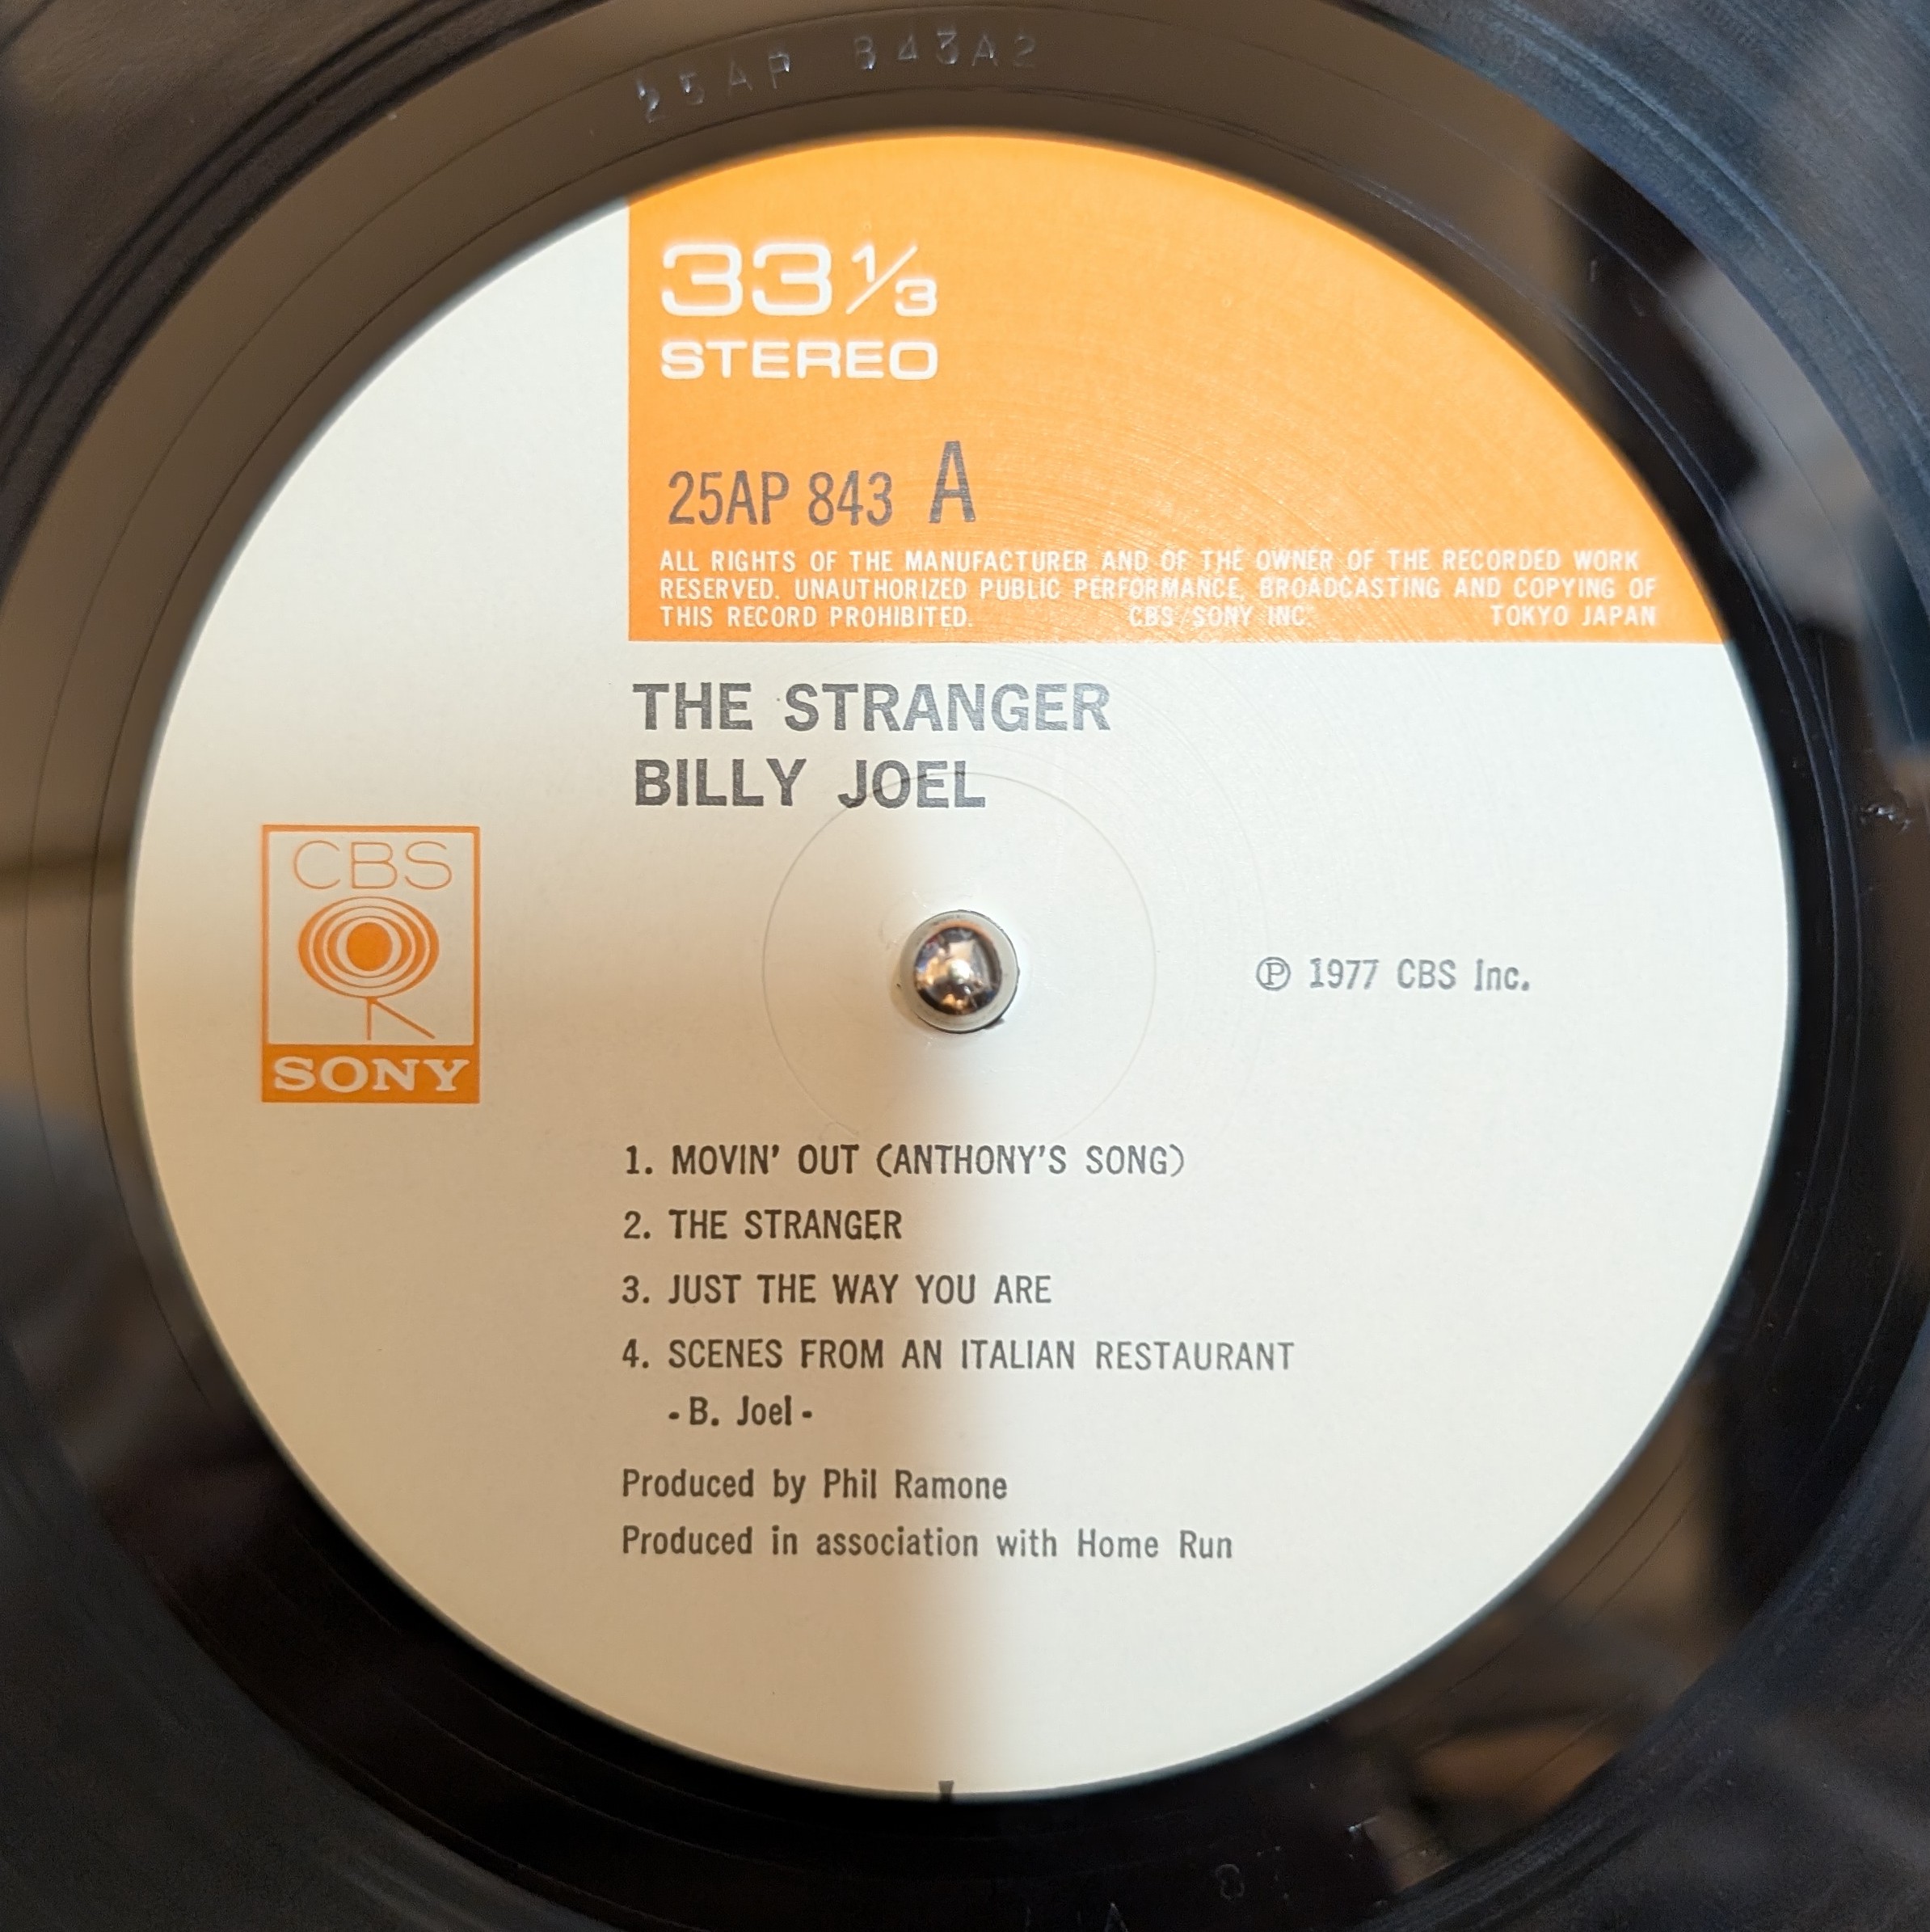 25AP 843A2
33 1/3
STEREO
25AP 843 A
ALL RIGHTS OF THE MANUFACTURER AND OF THE OWNER OF THE RECORDED WORK
RESERVED. UNAUTHORIZED PUBLIC PERFORMANCE, BROADCASTING AND COPYING OF
THIS RECORD PROHIBITED. CBS/SONY INC. TOKYO JAPAN
THE STRANGER
BILLY JOEL
CBS
SONY
Ⓟ 1977 CBS Inc.
1. MOVIN' OUT (ANTHONY'S SONG)
2. THE STRANGER
3. JUST THE WAY YOU ARE
4. SCENES FROM AN ITALIAN RESTAURANT
-B. Joel-
Produced by Phil Ramone
Produced in association with Home Run